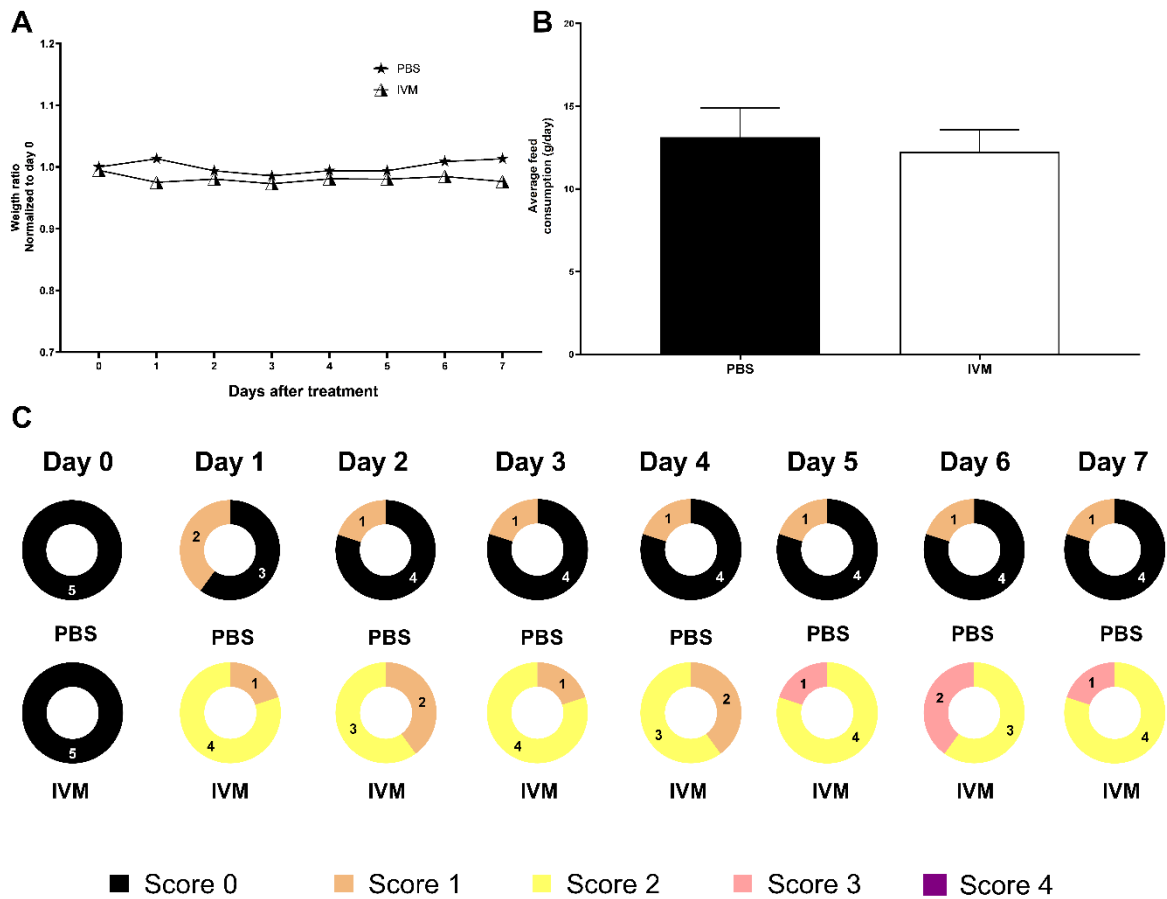 A
1.2
1.1
1.0
0.9
0.8
0.7
Weigth ratio
Normalized to day 0
PBS
IVM
0 1 2 3 4 5 6 7
Days after treatment
B
20
15
10
5
0
Average feed
consumption (g/day)
PBS IVM
C
Day 0 Day 1 Day 2 Day 3 Day 4 Day 5 Day 6 Day 7
5 2 3 1 4 1 4 1 4 1 4 1 4 1 4
PBS PBS PBS PBS PBS PBS PBS PBS
5 4 1 3 2 4 1 3 2 1 4 2 3 1 4
IVM IVM IVM IVM IVM IVM IVM IVM
Score 0 Score 1 Score 2 Score 3 Score 4